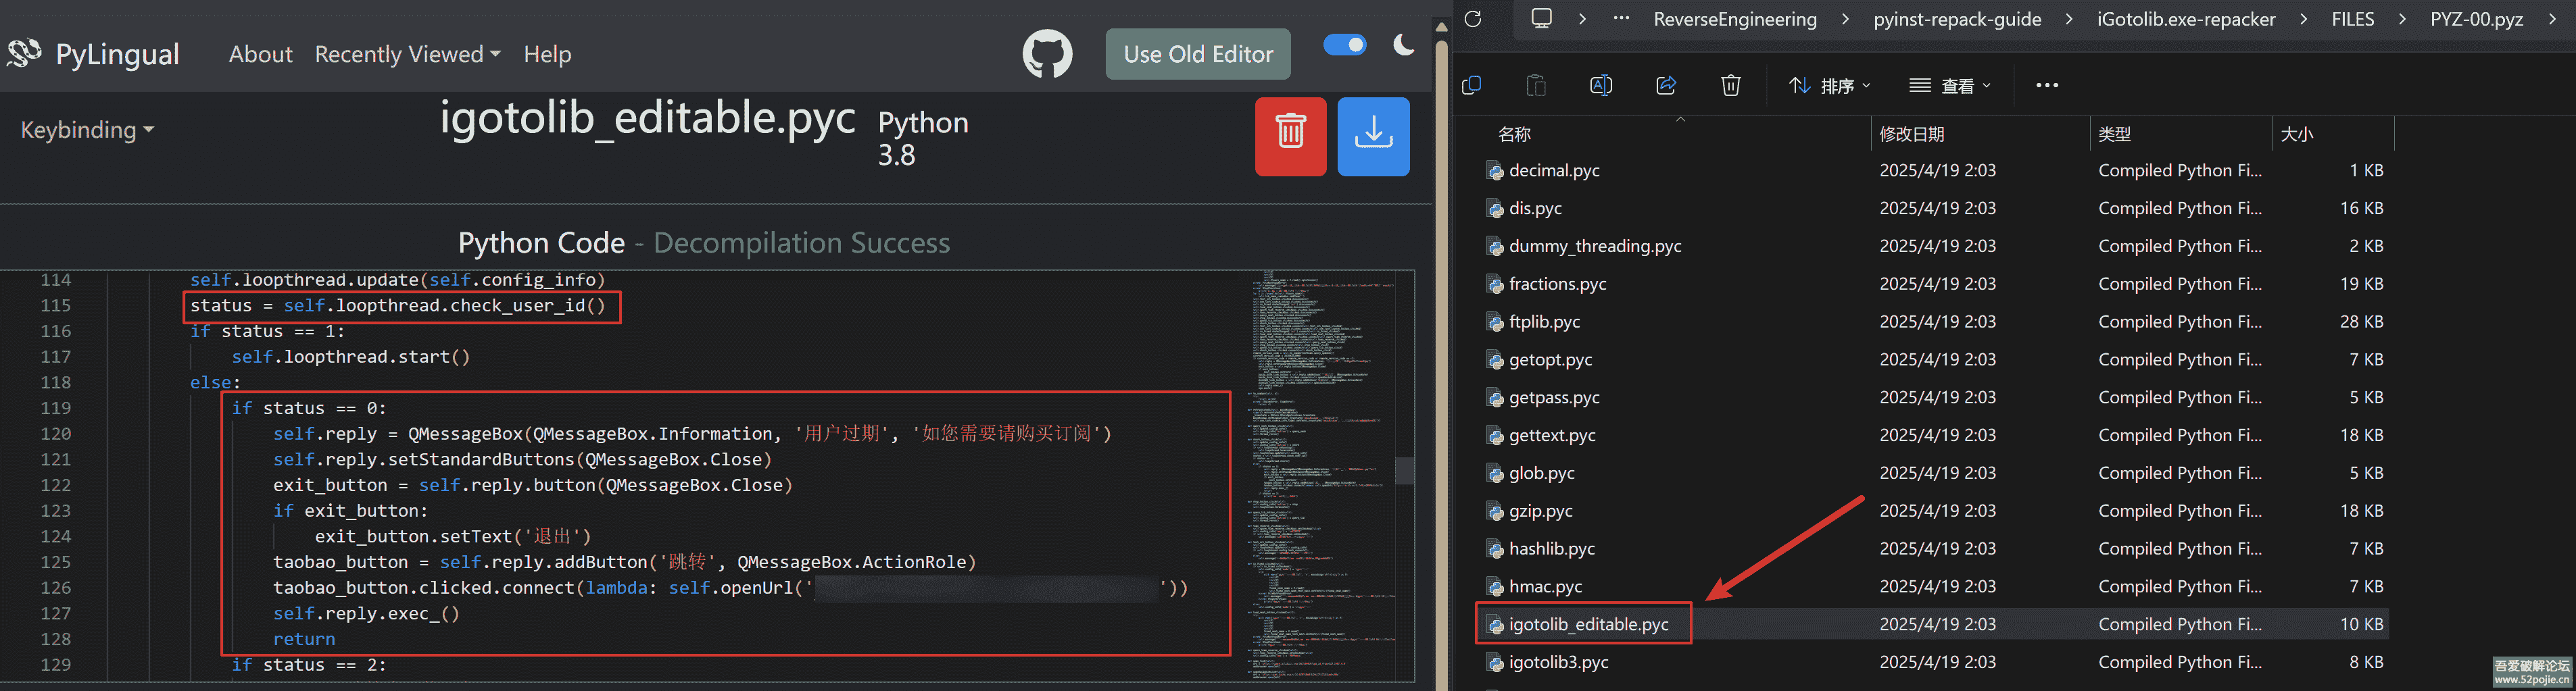 PyLingual
About
Recently Viewed
Help
Use Old Editor
Keybinding
igotolib_editable.pyc
Python
3.8
Python Code - Decompilation Success
114 self.loopthread.update(self.config_info)
115 status = self.loopthread.check_user_id()
116 if status == 1:
117 self.loopthread.start()
118 else:
119 if status == 0:
120 self.reply = QMessageBox(QMessageBox.Information, '用户过期', '如您需要请购买订阅')
121 self.reply.setStandardButtons(QMessageBox.Close)
122 exit_button = self.reply.button(QMessageBox.Close)
123 if exit_button:
124 exit_button.setText('退出')
125 taobao_button = self.reply.addButton('跳转', QMessageBox.ActionRole)
126 taobao_button.clicked.connect(lambda: self.openUrl(' '))
127 self.reply.exec_()
128 return
129 if status == 2:
… ReverseEngineering pyinst-repack-guide iGotolib.exe-repacker FILES PYZ-00.pyz
排序 查看
名称 修改日期 类型 大小
decimal.pyc 2025/4/19 2:03 Compiled Python Fi... 1 KB
dis.pyc 2025/4/19 2:03 Compiled Python Fi... 16 KB
dummy_threading.pyc 2025/4/19 2:03 Compiled Python Fi... 2 KB
fractions.pyc 2025/4/19 2:03 Compiled Python Fi... 19 KB
ftplib.pyc 2025/4/19 2:03 Compiled Python Fi... 28 KB
getopt.pyc 2025/4/19 2:03 Compiled Python Fi... 7 KB
getpass.pyc 2025/4/19 2:03 Compiled Python Fi... 5 KB
gettext.pyc 2025/4/19 2:03 Compiled Python Fi... 18 KB
glob.pyc 2025/4/19 2:03 Compiled Python Fi... 5 KB
gzip.pyc 2025/4/19 2:03 Compiled Python Fi... 18 KB
hashlib.pyc 2025/4/19 2:03 Compiled Python Fi... 7 KB
hmac.pyc 2025/4/19 2:03 Compiled Python Fi... 7 KB
igotolib_editable.pyc 2025/4/19 2:03 Compiled Python Fi... 10 KB
igotolib3.pyc 2025/4/19 2:03 Compiled Python Fi... 8 KB
吾爱破解论坛
www.52pojie.cn